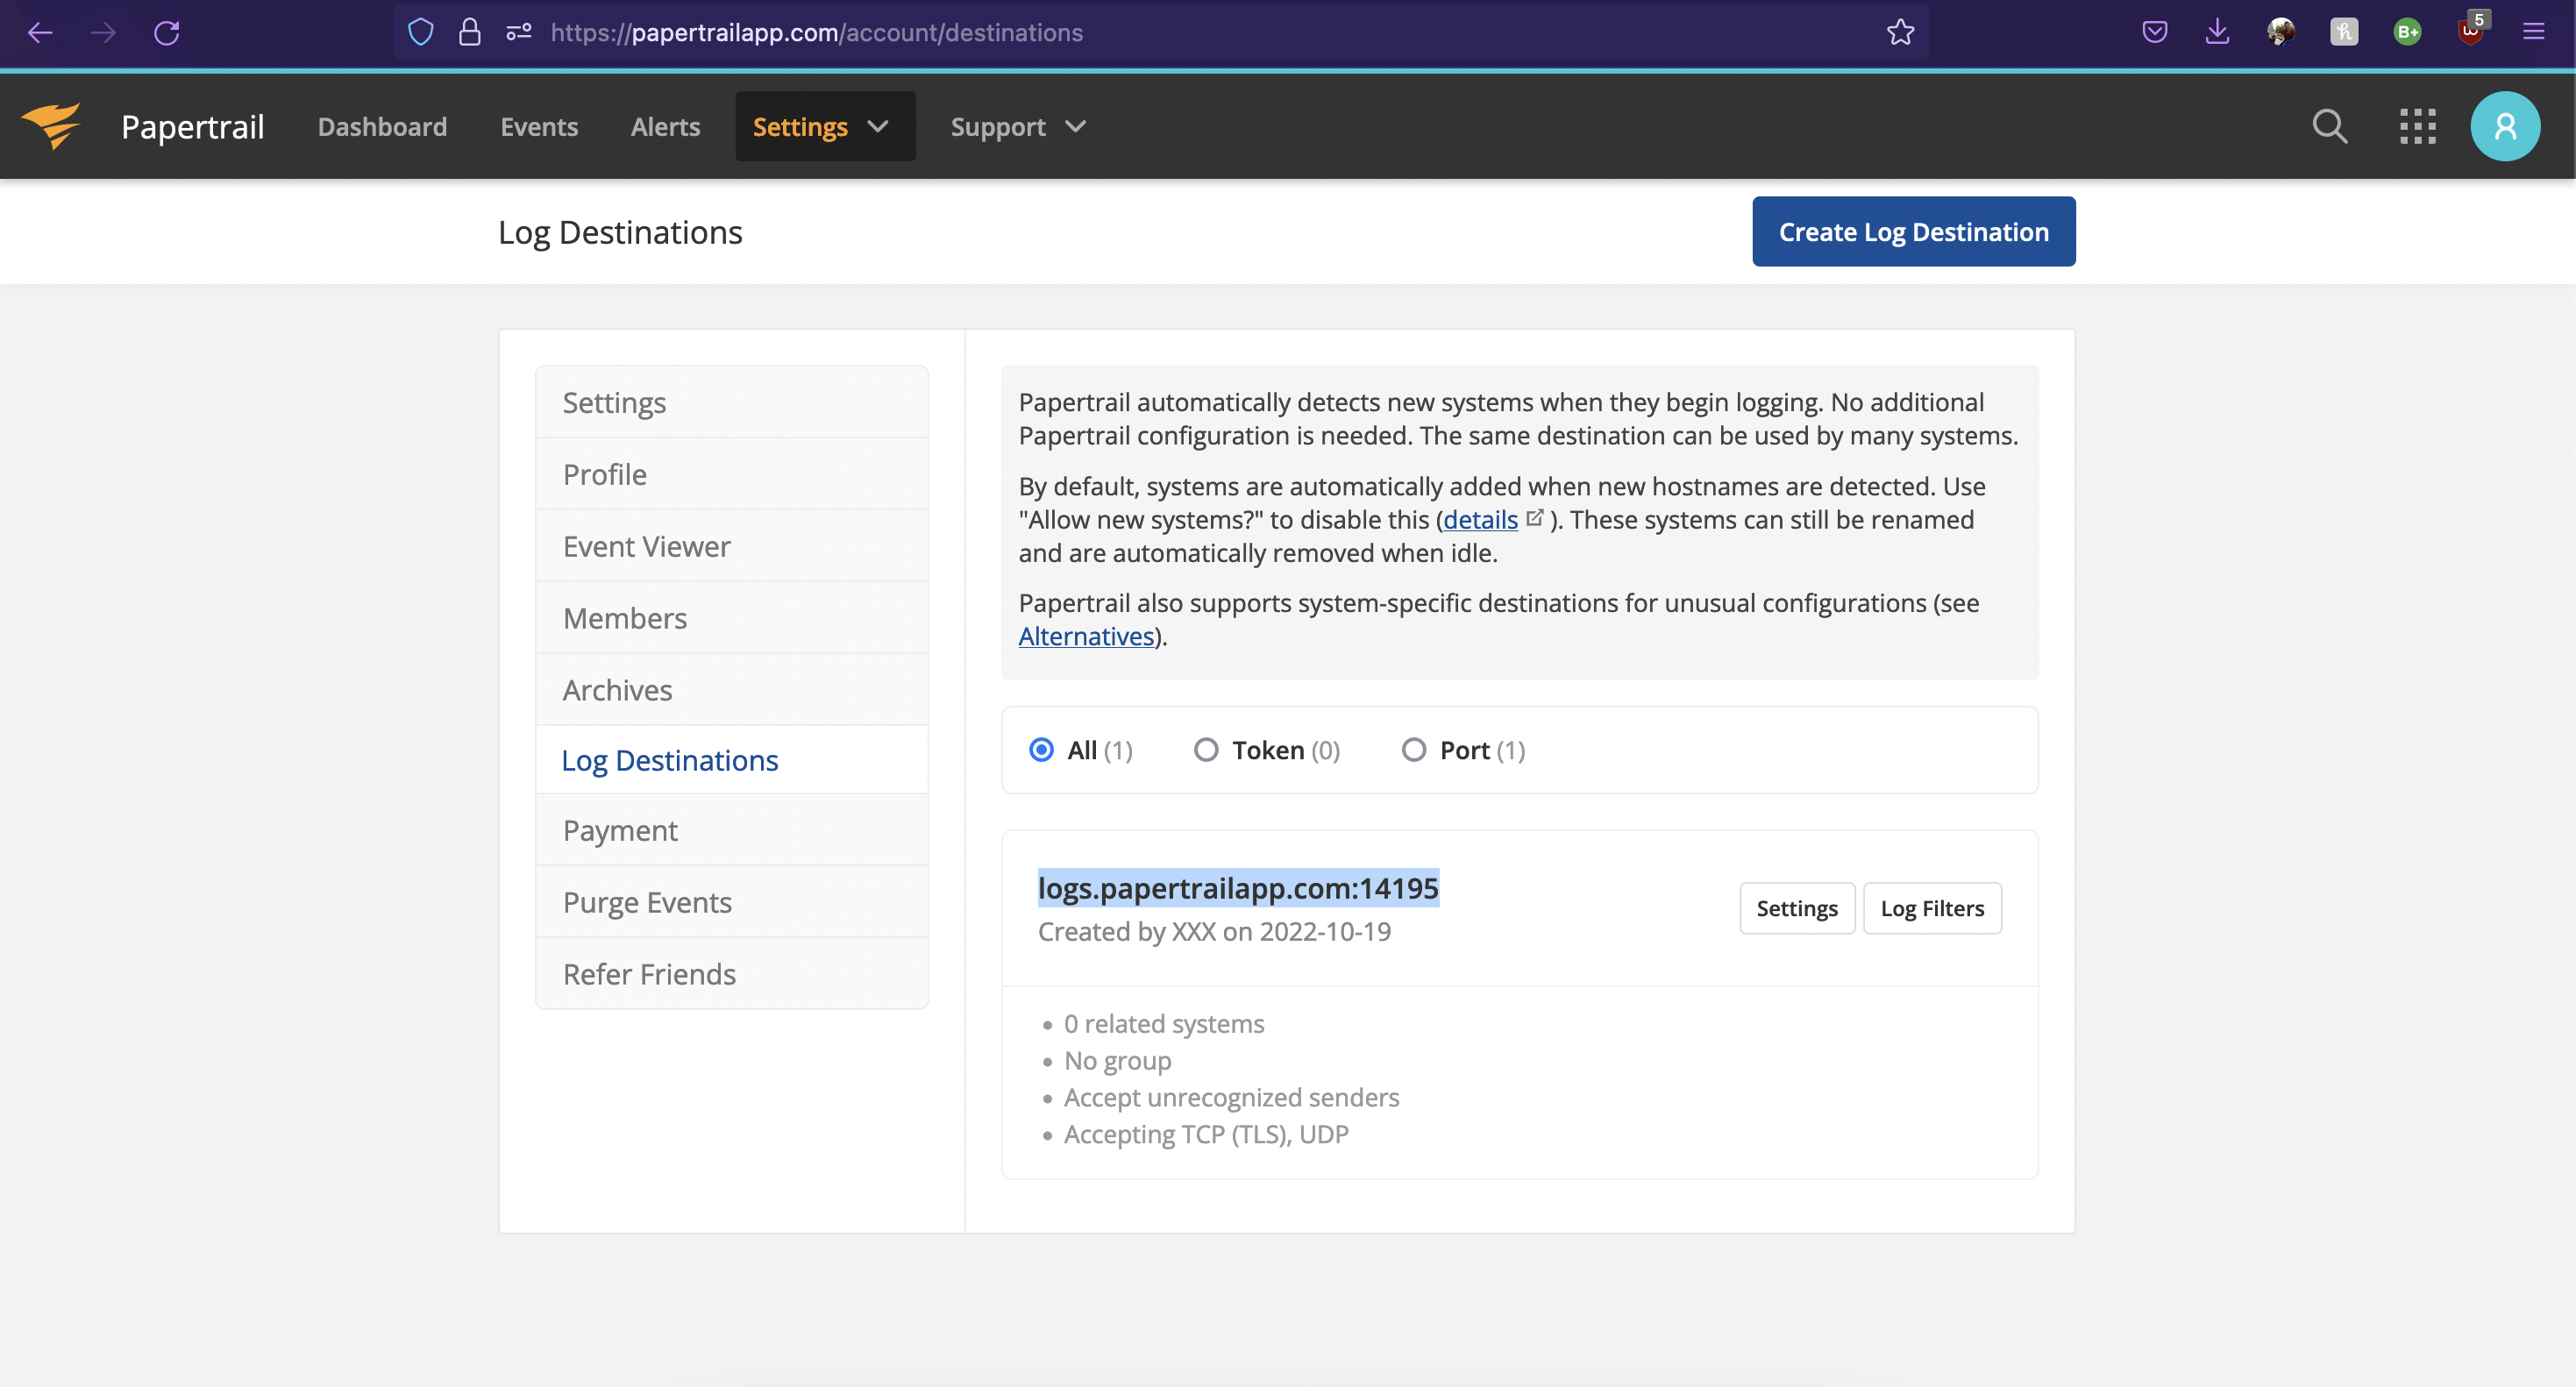 https://papertrailapp.com/account/destinations
h
B+
5
Papertrail
Dashboard
Events
Alerts
Settings
Support
Log Destinations
Create Log Destination
Settings
Profile
Event Viewer
Members
Archives
Log Destinations
Payment
Purge Events
Refer Friends
Papertrail automatically detects new systems when they begin logging. No additional
Papertrail configuration is needed. The same destination can be used by many systems.
By default, systems are automatically added when new hostnames are detected. Use
"Allow new systems?" to disable this (details ). These systems can still be renamed
and are automatically removed when idle.
Papertrail also supports system-specific destinations for unusual configurations (see
Alternatives).
All (1)
Token (0)
Port (1)
logs.papertrailapp.com:14195
Created by XXX on 2022-10-19
Settings
Log Filters
0 related systems
No group
Accept unrecognized senders
Accepting TCP (TLS), UDP